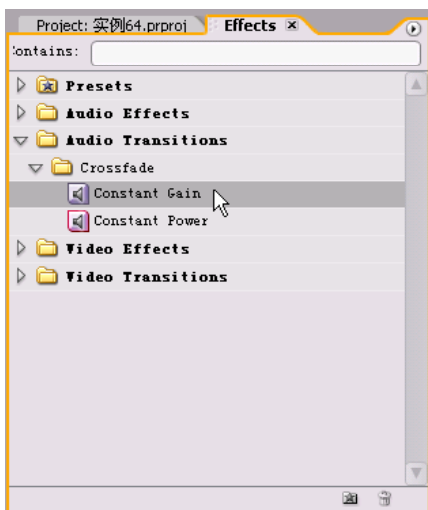 Project: 实例64.prproj Effects
Contains:
Presets
Audio Effects
Audio Transitions
Crossfade
Constant Gain
Constant Power
Video Effects
Video Transitions